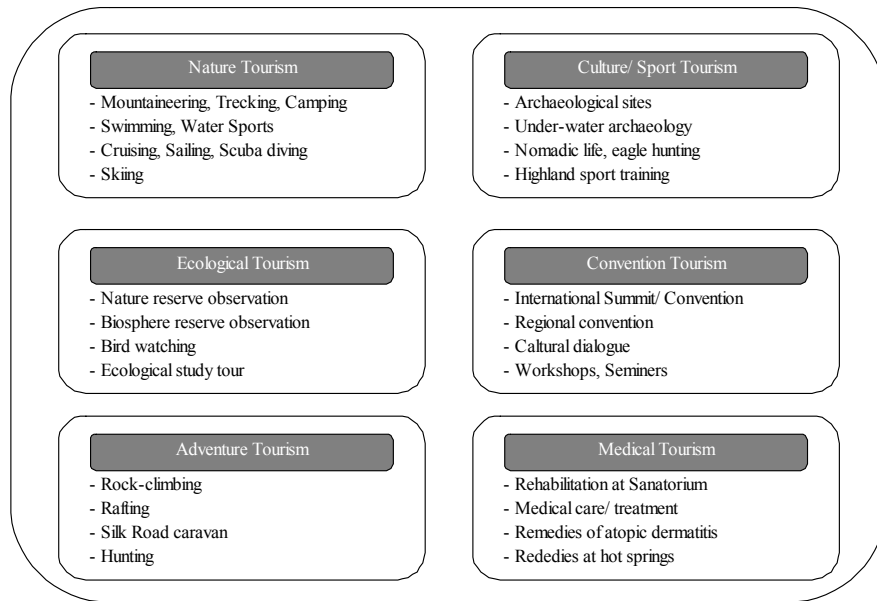 Nature Tourism
- Mountaineering, Trecking, Camping
- Swimming, Water Sports
- Cruising, Sailing, Scuba diving
- Skiing
Culture/ Sport Tourism
- Archaeological sites
- Under-water archaeology
- Nomadic life, eagle hunting
- Highland sport training
Ecological Tourism
- Nature reserve observation
- Biosphere reserve observation
- Bird watching
- Ecological study tour
Convention Tourism
- International Summit/ Convention
- Regional convention
- Caltural dialogue
- Workshops, Seminers
Adventure Tourism
- Rock-climbing
- Rafting
- Silk Road caravan
- Hunting
Medical Tourism
- Rehabilitation at Sanatorium
- Medical care/ treatment
- Remedies of atopic dermatitis
- Rededies at hot springs